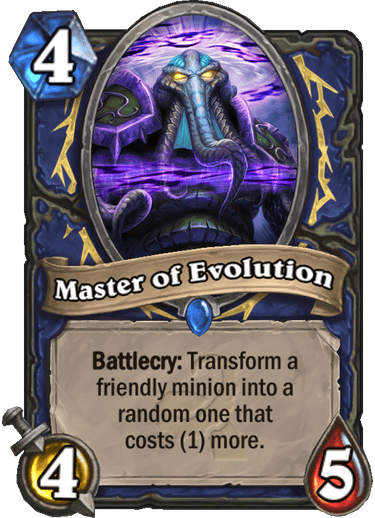 4
Master of Evolution
Battlecry: Transform a
friendly minion into a
random one that
costs (1) more.
4
5